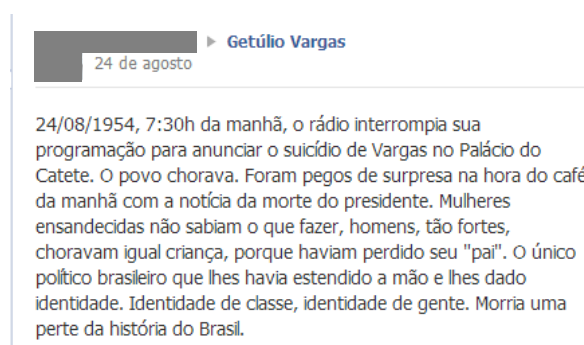 Getúlio Vargas
24 de agosto
24/08/1954, 7:30h da manhã, o rádio interrompia sua
programação para anunciar o suicídio de Vargas no Palácio do
Catete. O povo chorava. Foram pegos de surpresa na hora do café
da manhã com a notícia da morte do presidente. Mulheres
ensandecidas não sabiam o que fazer, homens, tão fortes,
choravam igual criança, porque haviam perdido seu "pai". O único
político brasileiro que lhes havia estendido a mão e lhes dado
identidade. Identidade de classe, identidade de gente. Morria uma
perte da história do Brasil.